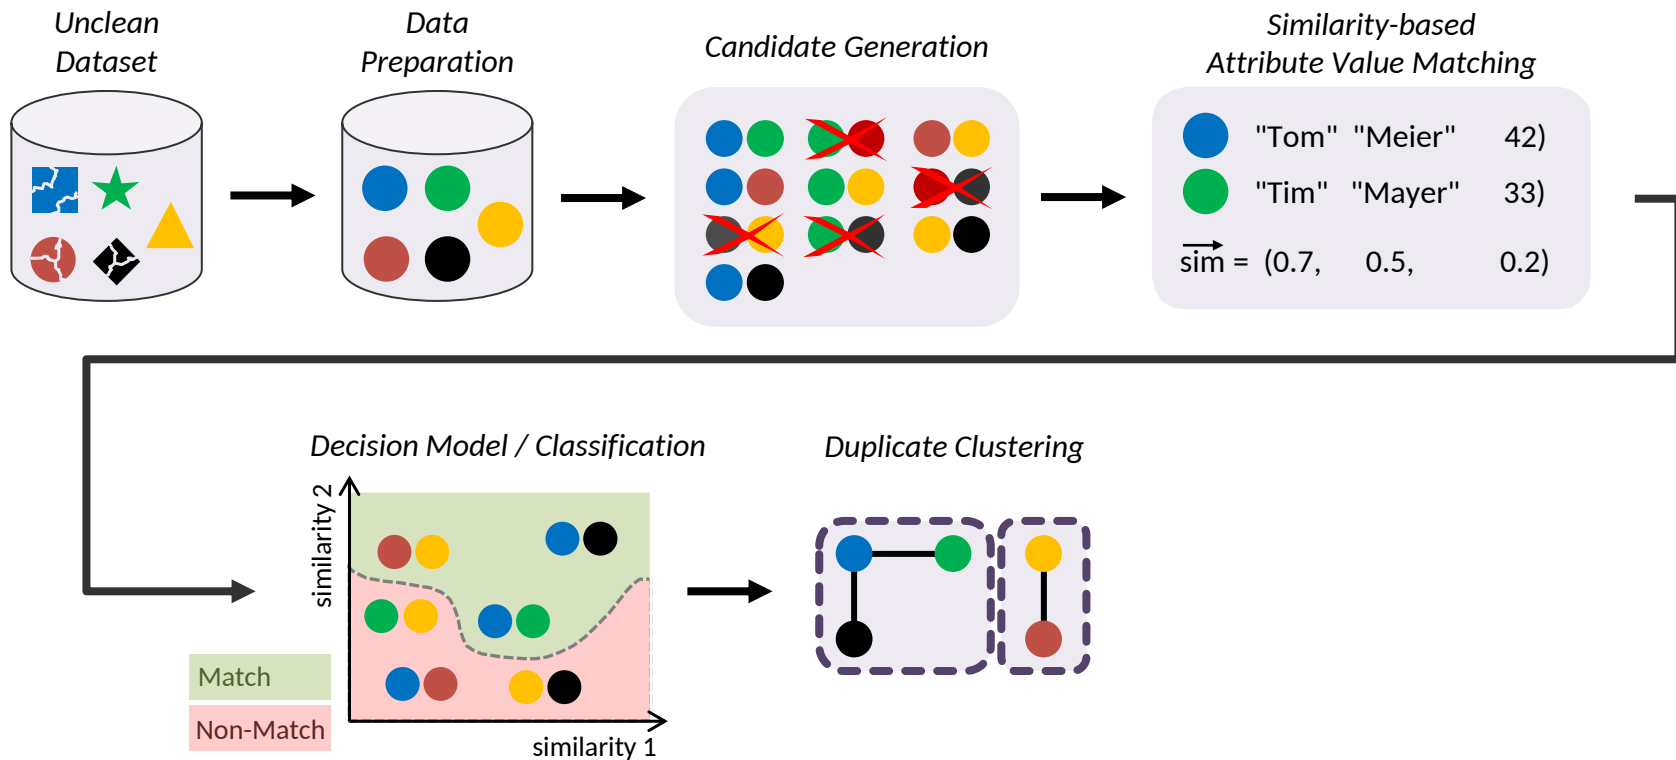 Unclean
Dataset
Data
Preparation
Candidate Generation
Similarity-based
Attribute Value Matching
"Tom" "Meier" 42)
"Tim" "Mayer" 33)
sim = (0.7, 0.5, 0.2)
Decision Model / Classification
similarity 2
Match
Non-Match
similarity 1
Duplicate Clustering